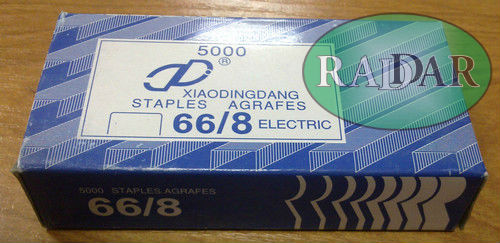 5000
®
XIAODINGDANG
STAPLES AGRAFES
66/8 ELECTRIC
RAIDAR
5000 STAPLES.AGRAFES
66/8